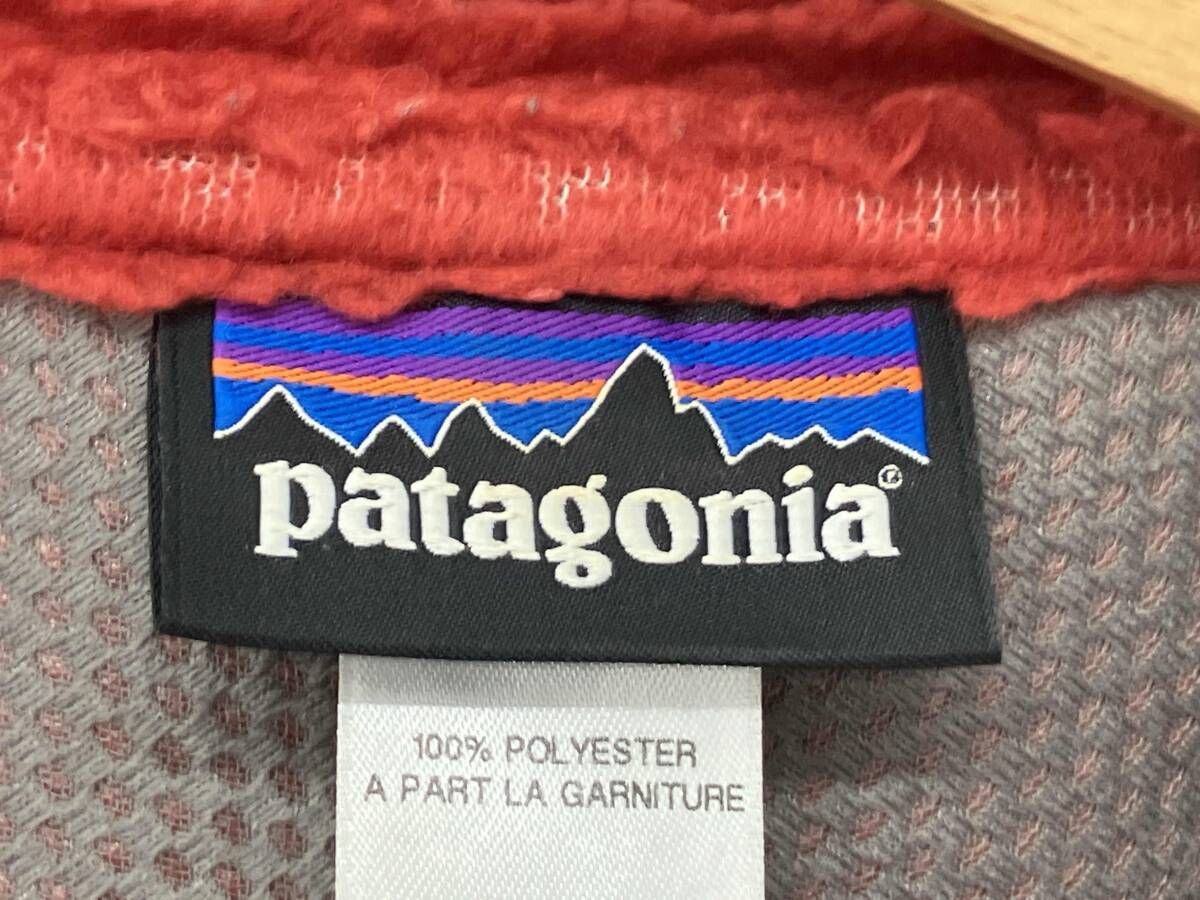 patagonia®
100% POLYESTER
A PART LA GARNITURE